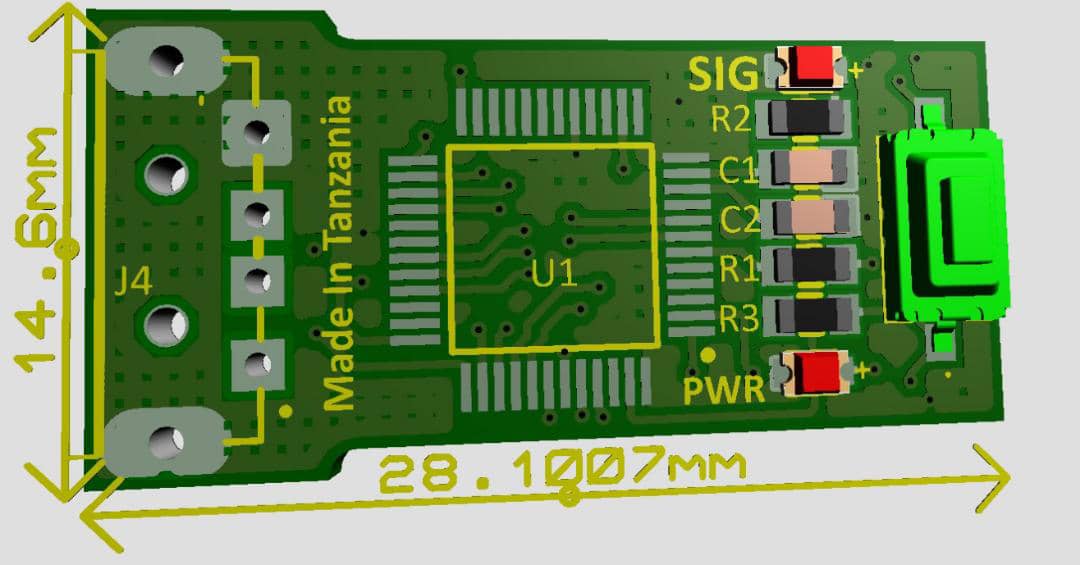 14.6mm
J4
Made In Tanzania
U1
SIG
R2
C1
C2
R1
R3
PWR
28.1007mm